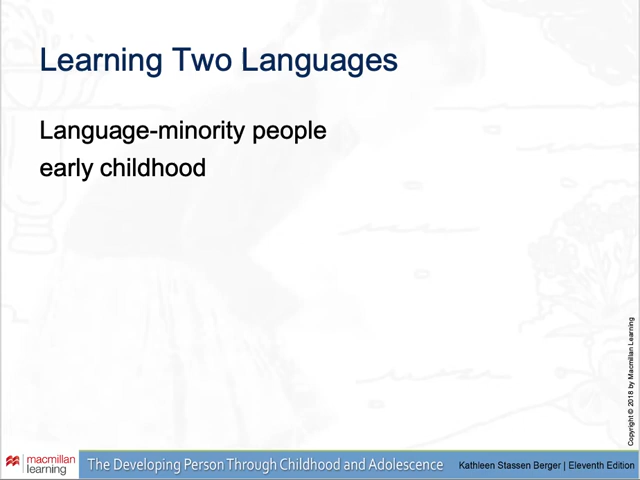 Learning Two Languages
Language-minority people
early childhood
Copyright © 2018 by Macmillan Learning
macmillan
learning
The Developing Person Through Childhood and Adolescence
Kathleen Stassen Berger | Eleventh Edition